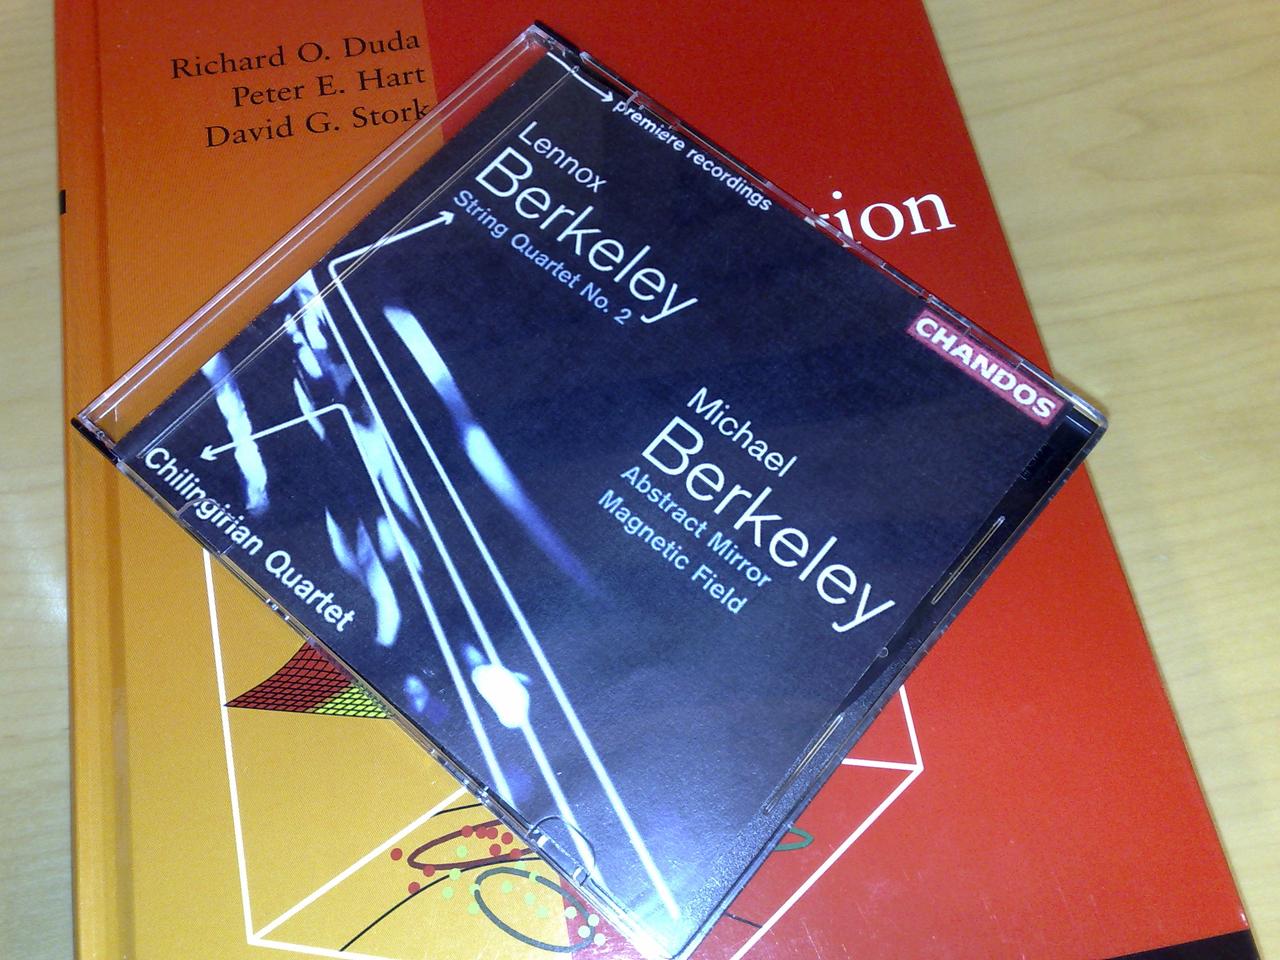 Richard O. Duda
Peter E. Hart
David G. Stork
premiere recordings
Lennox
Berkeley
String Quartet No. 2
CHANDOS
Michael
Berkeley
Abstract Mirror
Magnetic Field
Chilingirian Quartet